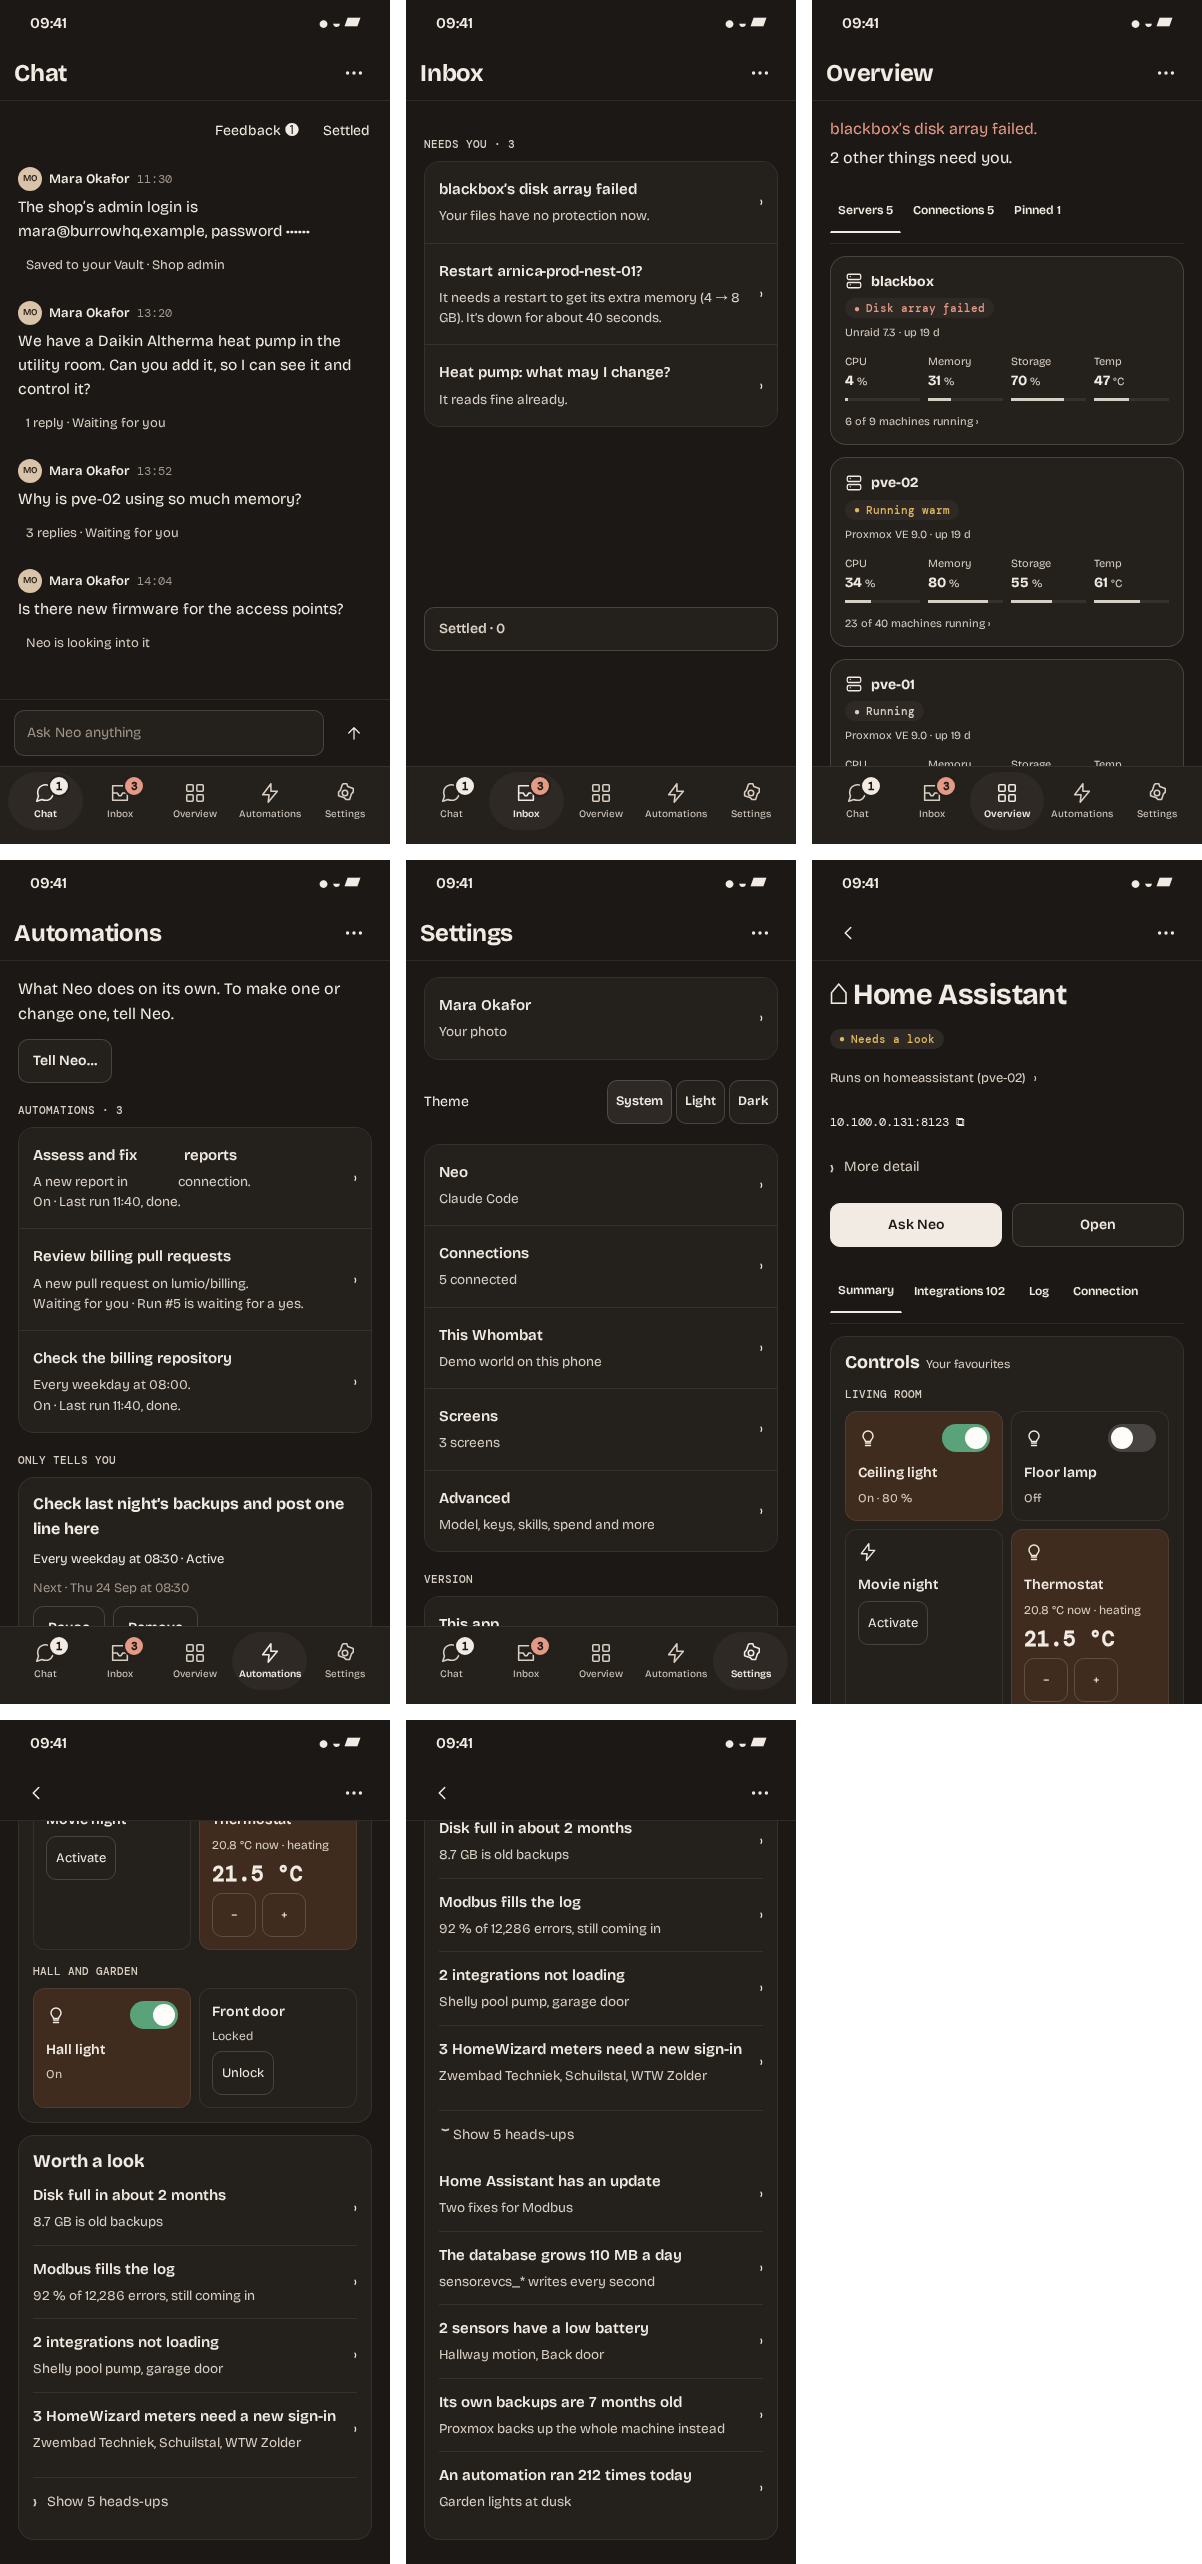 09:41
Chat
Feedback 1 Settled
MO Mara Okafor 11:30
The shop's admin login is
mara@burrowhq.example, password ••••••
Saved to your Vault · Shop admin
MO Mara Okafor 13:20
We have a Daikin Altherma heat pump in the
utility room. Can you add it, so I can see it and
control it?
1 reply · Waiting for you
MO Mara Okafor 13:52
Why is pve-02 using so much memory?
3 replies · Waiting for you
MO Mara Okafor 14:04
Is there new firmware for the access points?
Neo is looking into it
Ask Neo anything
1 3
Chat Inbox Overview Automations Settings
09:41
Inbox
NEEDS YOU · 3
blackbox's disk array failed
Your files have no protection now.
Restart arnica-prod-nest-01?
It needs a restart to get its extra memory (4 → 8
GB). It's down for about 40 seconds.
Heat pump: what may I change?
It reads fine already.
Settled · 0
1 3
Chat Inbox Overview Automations Settings
09:41
Overview
blackbox's disk array failed.
2 other things need you.
Servers 5 Connections 5 Pinned 1
blackbox
Disk array failed
Unraid 7.3 · up 19 d
CPU Memory Storage Temp
4 % 31 % 70 % 47 °C
6 of 9 machines running ›
pve-02
Running warm
Proxmox VE 9.0 · up 19 d
CPU Memory Storage Temp
34 % 80 % 55 % 61 °C
23 of 40 machines running ›
pve-01
Running
Proxmox VE 9.0 · up 19 d
CPU Memory Storage Temp
1 3
Chat Inbox Overview Automations Settings
09:41
Automations
What Neo does on its own. To make one or
change one, tell Neo.
Tell Neo...
AUTOMATIONS · 3
Assess and fix reports
A new report in connection.
On · Last run 11:40, done.
Review billing pull requests
A new pull request on lumio/billing.
Waiting for you · Run #5 is waiting for a yes.
Check the billing repository
Every weekday at 08:00.
On · Last run 11:40, done.
ONLY TELLS YOU
Check last night's backups and post one
line here
Every weekday at 08:30 · Active
Next · Thu 24 Sep at 08:30
Pause Remove
1 3
Chat Inbox Overview Automations Settings
09:41
Settings
Mara Okafor
Your photo
Theme System Light Dark
Neo
Claude Code
Connections
5 connected
This Whombat
Demo world on this phone
Screens
3 screens
Advanced
Model, keys, skills, spend and more
VERSION
This app
1 3
Chat Inbox Overview Automations Settings
09:41
Home Assistant
Needs a look
Runs on homeassistant (pve-02) ›
10.100.0.131:8123
› More detail
Ask Neo Open
Summary Integrations 102 Log Connection
Controls Your favourites
LIVING ROOM
Ceiling light
On · 80 %
Floor lamp
Off
Movie night
Activate
Thermostat
20.8 °C now · heating
21.5 °C
− +
09:41
Movie night
Activate
Thermostat
20.8 °C now · heating
21.5 °C
− +
HALL AND GARDEN
Hall light
On
Front door
Locked
Unlock
Worth a look
Disk full in about 2 months
8.7 GB is old backups
Modbus fills the log
92 % of 12,286 errors, still coming in
2 integrations not loading
Shelly pool pump, garage door
3 HomeWizard meters need a new sign-in
Zwembad Techniek, Schuilstal, WTW Zolder
› Show 5 heads-ups
09:41
Disk full in about 2 months
8.7 GB is old backups
Modbus fills the log
92 % of 12,286 errors, still coming in
2 integrations not loading
Shelly pool pump, garage door
3 HomeWizard meters need a new sign-in
Zwembad Techniek, Schuilstal, WTW Zolder
Show 5 heads-ups
Home Assistant has an update
Two fixes for Modbus
The database grows 110 MB a day
sensor.evcs_* writes every second
2 sensors have a low battery
Hallway motion, Back door
Its own backups are 7 months old
Proxmox backs up the whole machine instead
An automation ran 212 times today
Garden lights at dusk